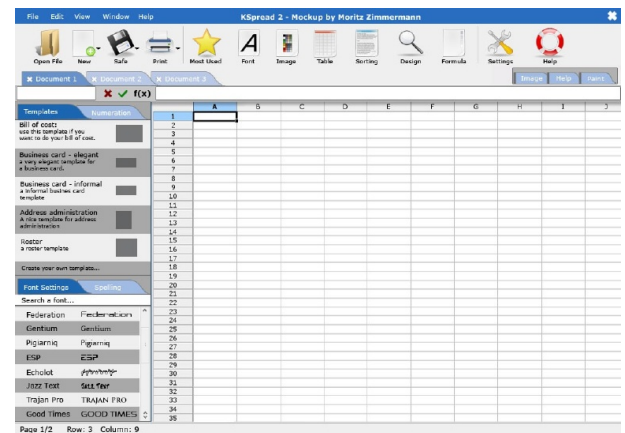 File Edit View Window Help
KSpread 2 - Mockup by Moritz Zimmermann
Open File New Safe Print Most Used Font Image Table Sorting Design Formula Settings Help
Document 1 Document 2 Document 3
Image Help Hints
f(x)
Templates Numeration
A B C D E F G H I J
1
2
3
4
5
6
7
8
9
10
11
12
13
14
15
16
17
18
19
20
21
22
23
24
25
26
27
28
29
30
31
32
33
34
35
Bill of costs
use this template if you
want to do your bill
of cost.
Business card - elegant
a very elegant template for
a business card.
Business card - informal
a informal busines card
template
Address administration
A nice template for address
administration
Roster
a roster template
Create your own template...
Font Settings Spelling
Search a font...
Federation Federation
Gentium Gentium
Pigiarniq Pigiarniq
ESP ESP
Echolot
Jazz Text Jazz Text
Trajan Pro TRAJAN PRO
Good Times GOOD TIMES
Page 1/2 Row: 3 Column: 9